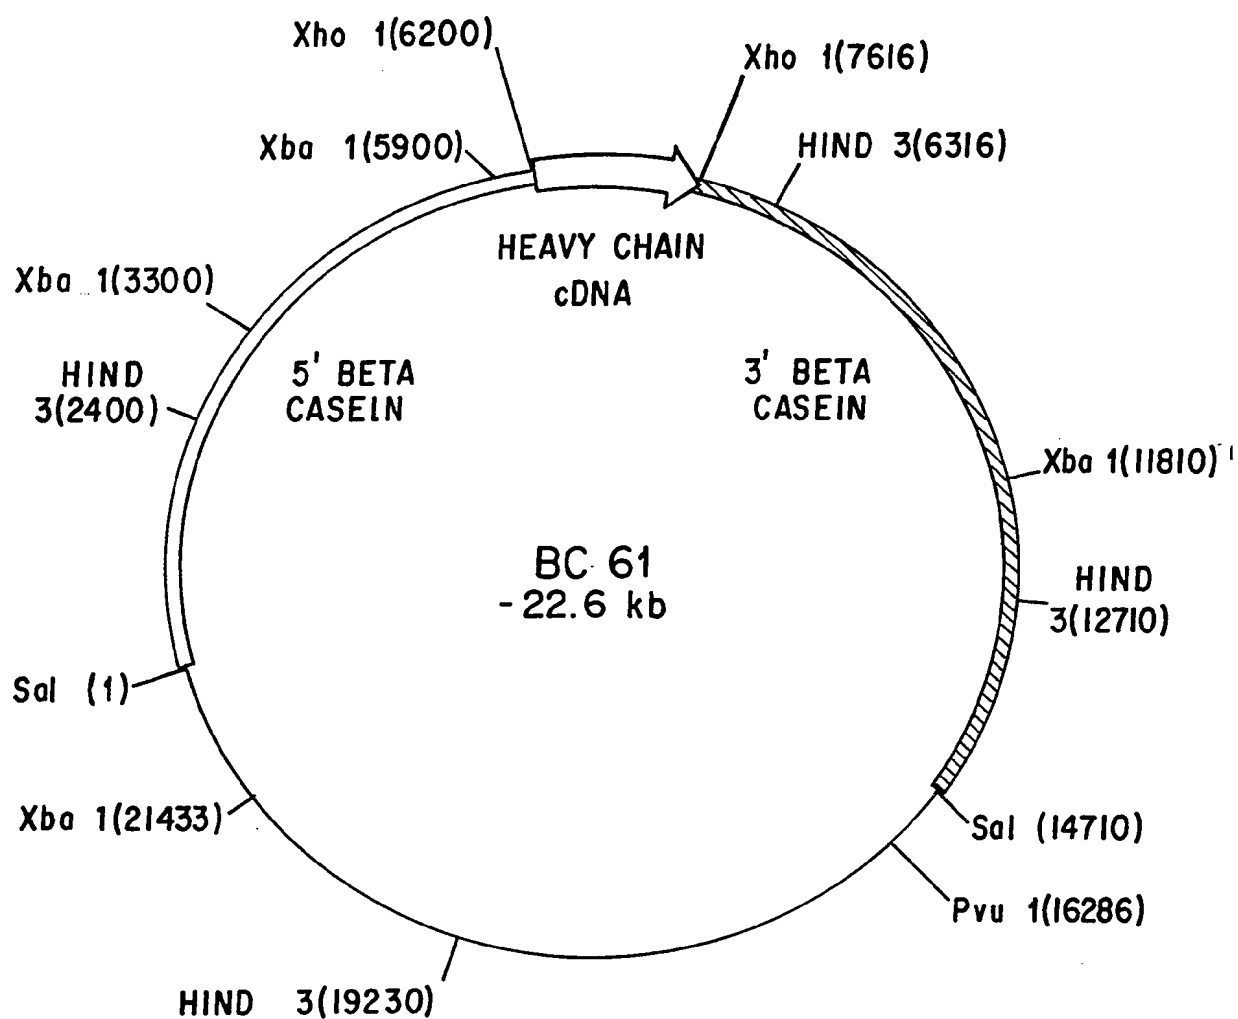 Xho 1(6200)
Xho 1(7616)
Xba 1(5900)
HIND 3(6316)
HEAVY CHAIN
cDNA
Xba 1(3300)
HIND
3(2400)
5' BETA
CASEIN
3' BETA
CASEIN
Xba 1(11810)
BC 61
-22.6 kb
HIND
3(12710)
Sal (1)
Xba 1(21433)
Sal (14710)
Pvu 1(16286)
HIND 3(19230)